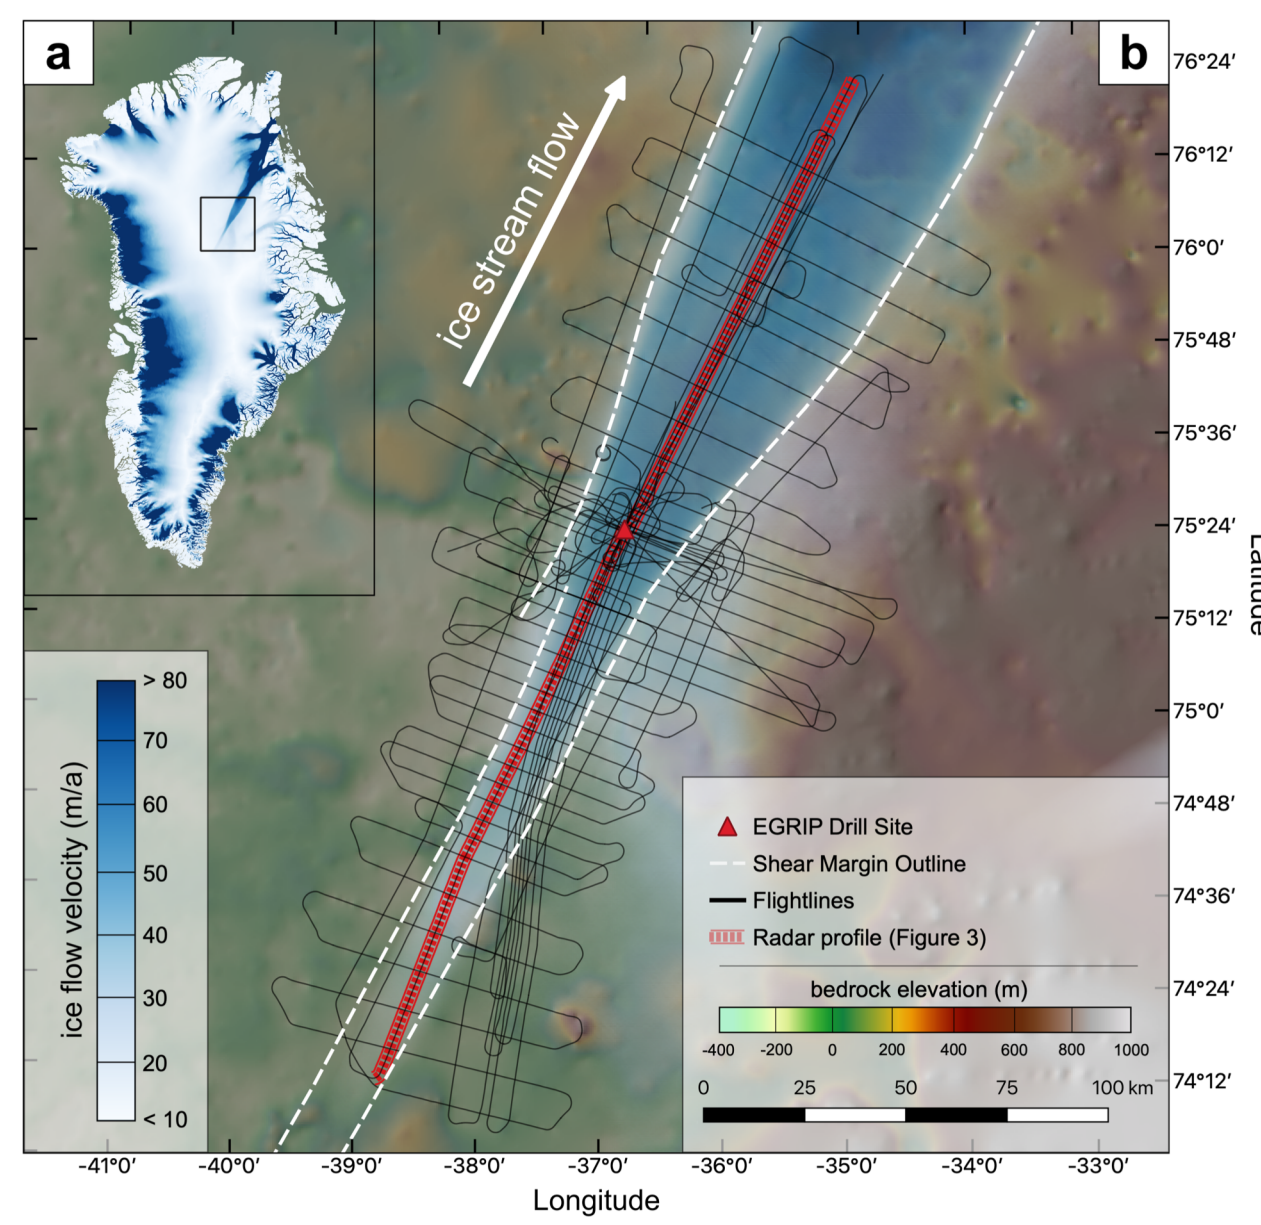 a
b
ice stream flow
76°24′
76°12′
76°0′
75°48′
75°36′
75°24′
75°12′
75°0′
74°48′
74°36′
74°24′
74°12′
Latitude
ice flow velocity (m/a)
> 80
70
60
50
40
30
20
< 10
EGRIP Drill Site
Shear Margin Outline
Flightlines
Radar profile (Figure 3)
bedrock elevation (m)
-400 -200 0 200 400 600 800 1000
0 25 50 75 100 km
-41°0′ -40°0′ -39°0′ -38°0′ -37°0′ -36°0′ -35°0′ -34°0′ -33°0′
Longitude